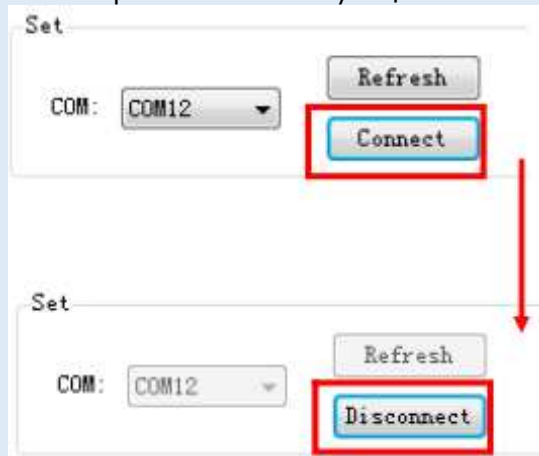 Set
Refresh
COM: COM12
Connect
Set
Refresh
COM: COM12
Disconnect